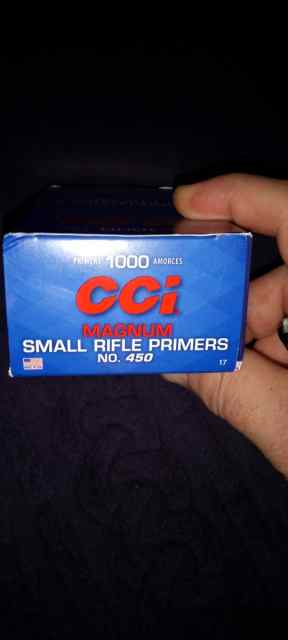 PRIMERS 1000 AMORCES
CCi
MAGNUM
SMALL RIFLE PRIMERS
NO. 450
17